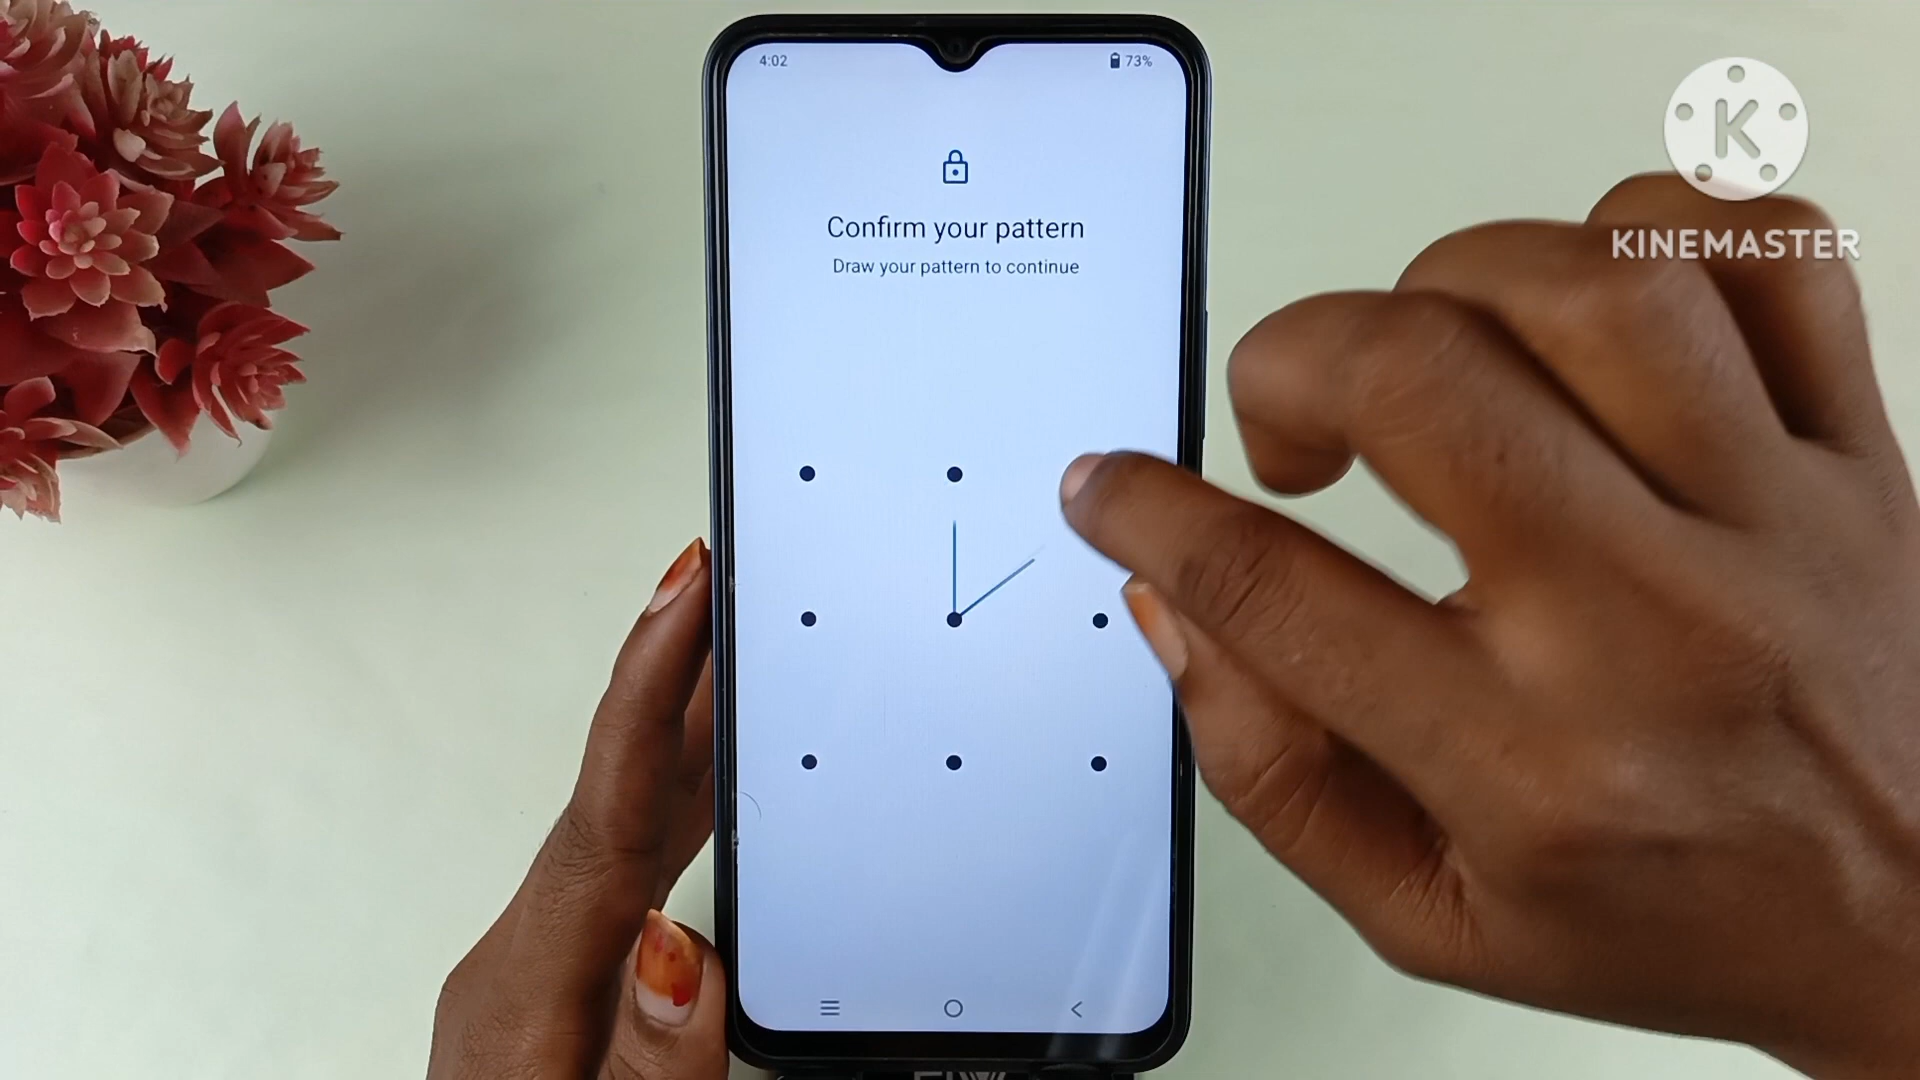 4:02
73%
K
KINEMASTER
Confirm your pattern
Draw your pattern to continue